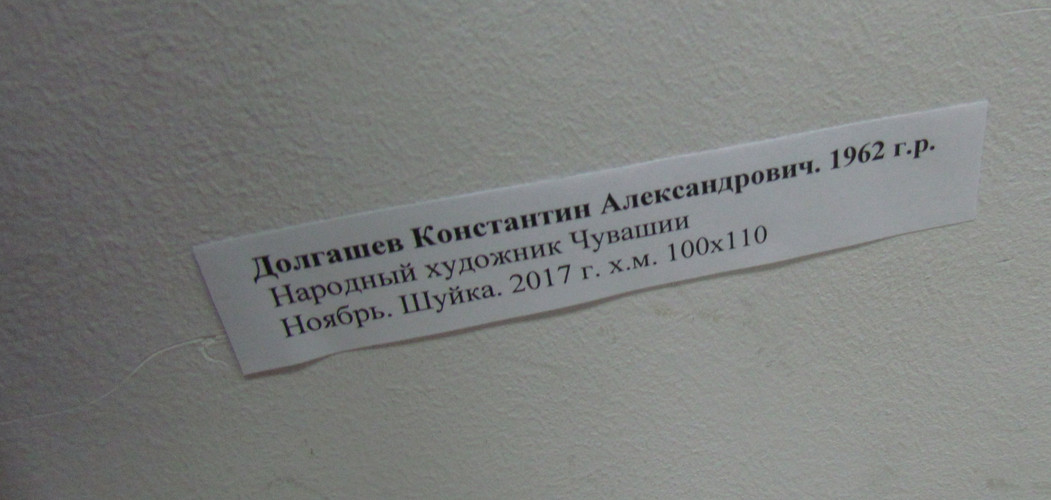 Долгашев Константин Александрович. 1962 г.р.
Народный художник Чувашии
Ноябрь. Шуйка. 2017 г. х.м. 100х110